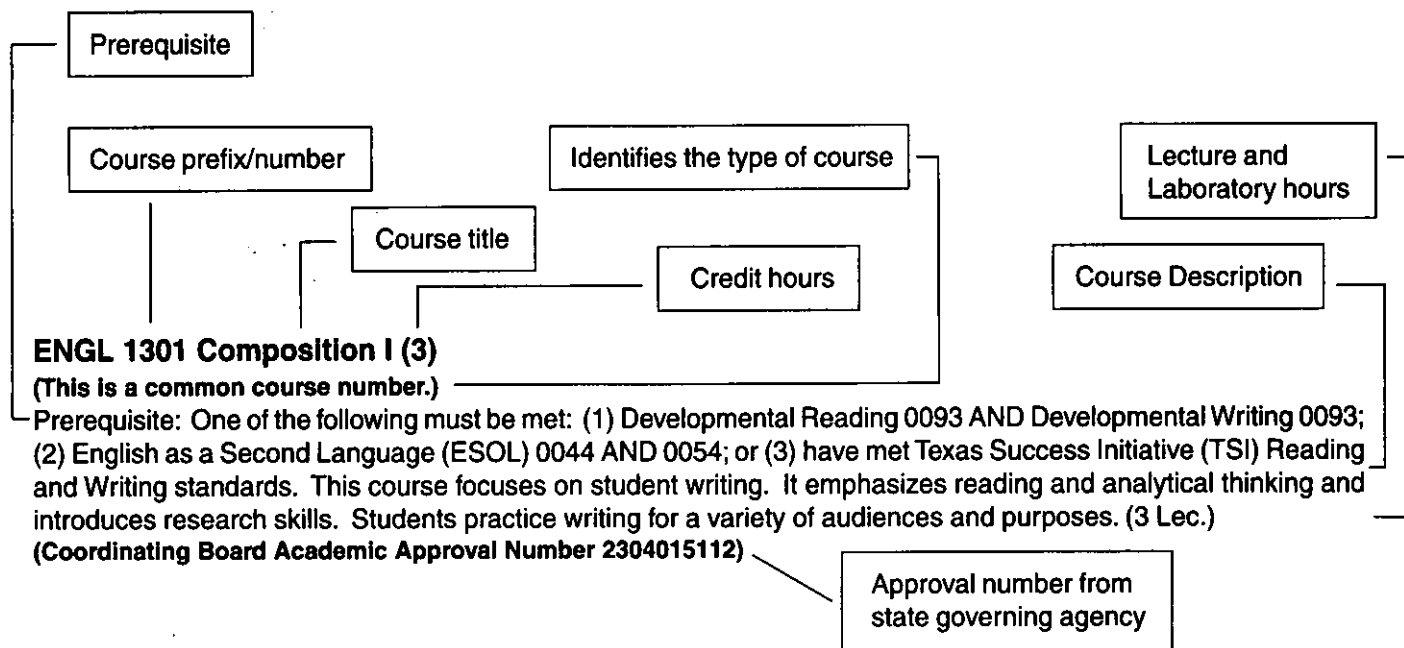 Prerequisite
Course prefix/number
Identifies the type of course
Lecture and
Laboratory hours
Course title
Credit hours
Course Description
ENGL 1301 Composition I (3)
(This is a common course number.)
Prerequisite: One of the following must be met: (1) Developmental Reading 0093 AND Developmental Writing 0093;
(2) English as a Second Language (ESOL) 0044 AND 0054; or (3) have met Texas Success Initiative (TSI) Reading
and Writing standards. This course focuses on student writing. It emphasizes reading and analytical thinking and
introduces research skills. Students practice writing for a variety of audiences and purposes. (3 Lec.)
(Coordinating Board Academic Approval Number 2304015112)
Approval number from
state governing agency